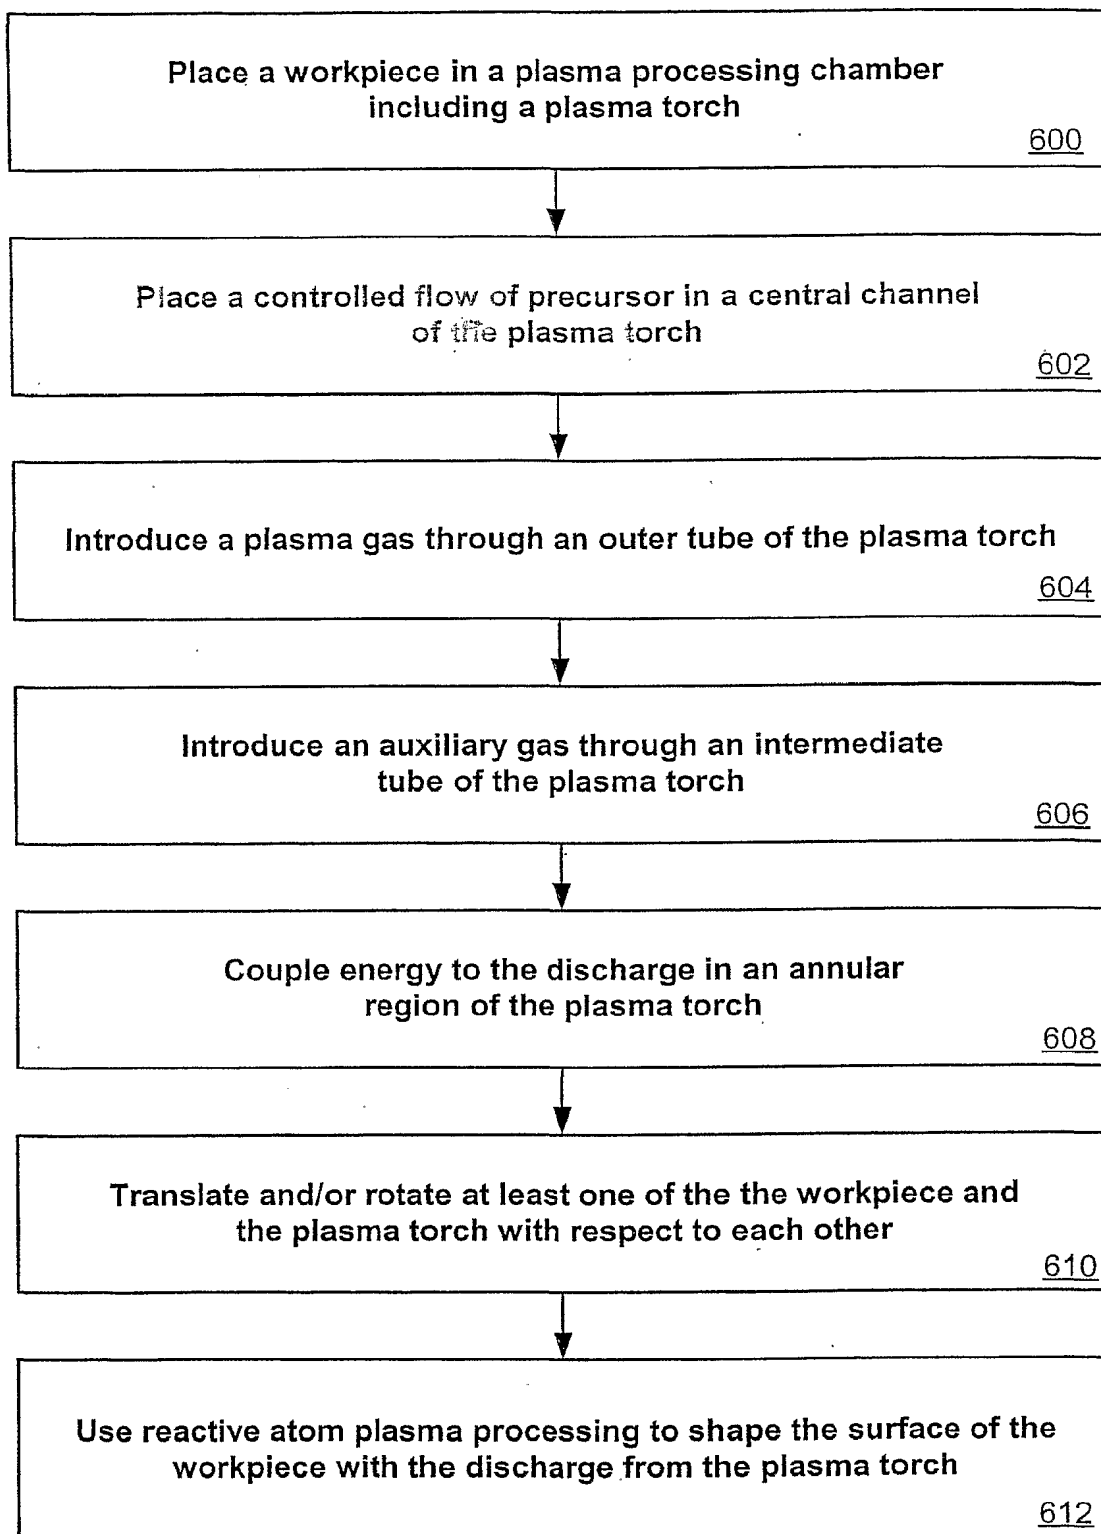 Place a workpiece in a plasma processing chamber
including a plasma torch
600
Place a controlled flow of precursor in a central channel
of the plasma torch
602
Introduce a plasma gas through an outer tube of the plasma torch
604
Introduce an auxiliary gas through an intermediate
tube of the plasma torch
606
Couple energy to the discharge in an annular
region of the plasma torch
608
Translate and/or rotate at least one of the the workpiece and
the plasma torch with respect to each other
610
Use reactive atom plasma processing to shape the surface of the
workpiece with the discharge from the plasma torch
612